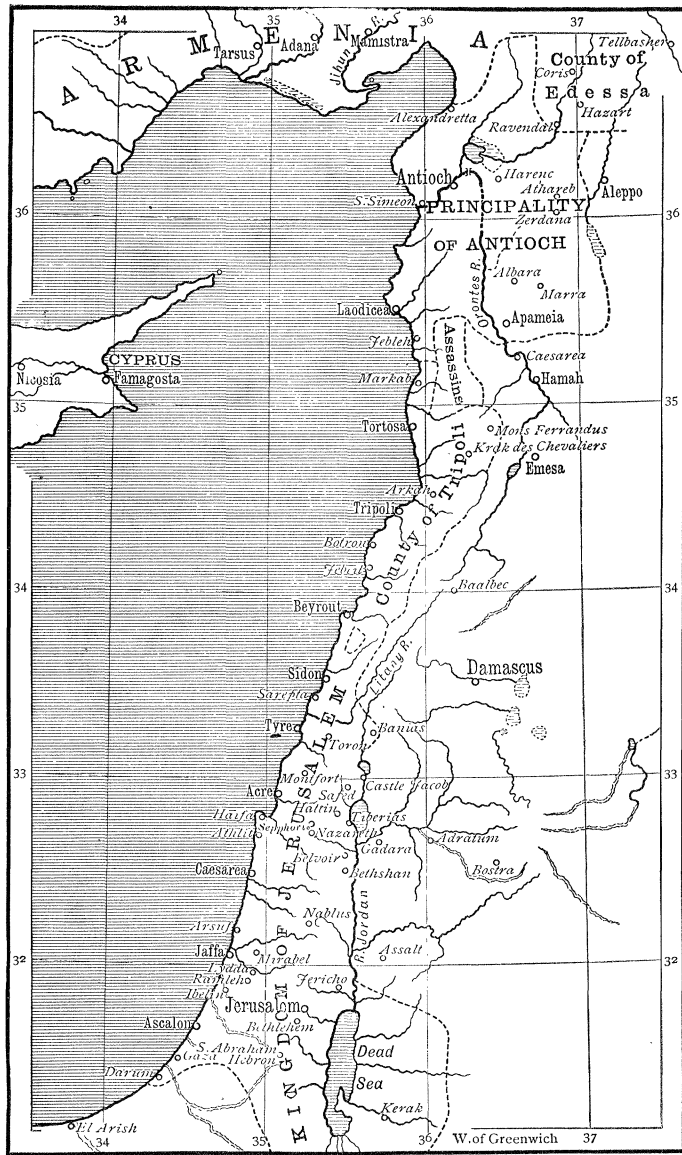 34
35
36
37
ARMENIA
Tarsus
Adana
Jihun R.
Mamistra
Tellbasher
County of
Edessa
Coris
Hazart
Alexandretta
Ravendal
Antioch
Harenc
Athareb
Aleppo
S. Simeon
PRINCIPALITY
OF ANTIOCH
Zerdana
36
36
Albara
Marra
Orontes R.
Laodicea
Apameia
Jebleh
Assassins
Caesarea
CYPRUS
Nicosia
Famagosta
Markab
Hamah
35
35
Tortosa
Mons Ferrandus
Krak des Chevaliers
Emesa
County of Tripoli
Arkah
Tripoli
Botron
Jebail
34
34
Baalbec
Beyrout
Litany R.
Sidon
Damascus
Sarepta
Tyre
Banias
Toron
33
33
Montfort
Castle Jacob
Acre
Safed
Haifa
Hattin
Tiberias
Athlit
Sepphoris
Nazareth
Adratum
Gadara
Belvoir
Bostra
Caesarea
Bethshan
KINGDOM OF JERUSALEM
Nablus
Arsuf
R. Jordan
Jaffa
Mirabel
Assalt
32
32
Lydda
Ramleh
Jericho
Ibelin
Jerusalem
Ascalon
Bethlehem
S. Abraham
Hebron
Gaza
Dead
Sea
Darum
Kerak
El Arish
34
35
36
W. of Greenwich
37